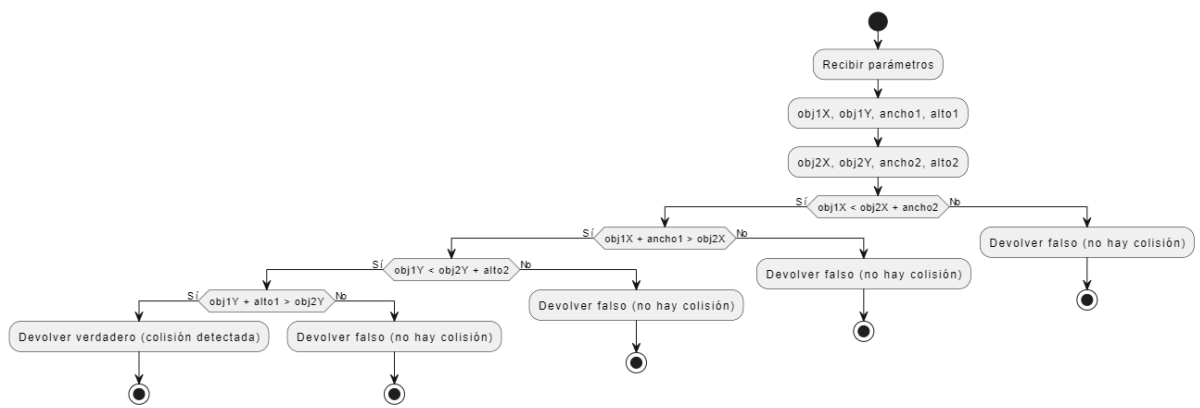 Recibir parámetros
obj1X, obj1Y, ancho1, alto1
obj2X, obj2Y, ancho2, alto2
Sí
obj1X < obj2X + ancho2
No
Sí
obj1X + ancho1 > obj2X
No
Devolver falso (no hay colisión)
Sí
obj1Y < obj2Y + alto2
No
Devolver falso (no hay colisión)
Sí
obj1Y + alto1 > obj2Y
No
Devolver falso (no hay colisión)
Devolver verdadero (colisión detectada)
Devolver falso (no hay colisión)